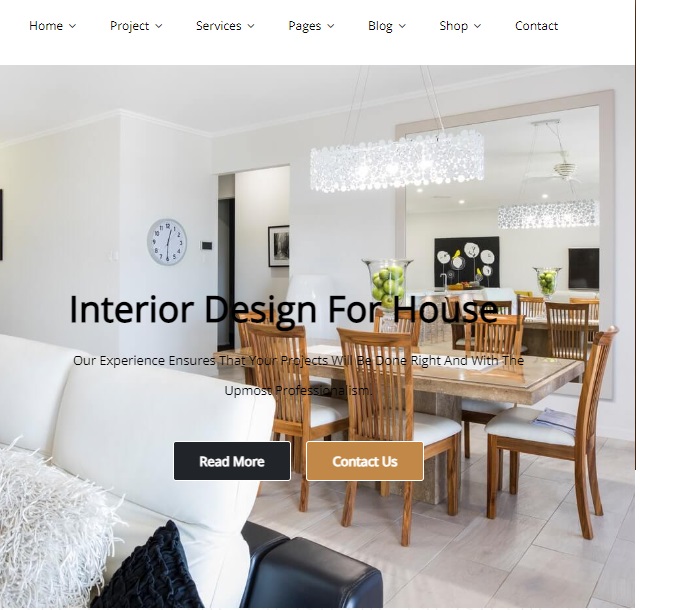 Home Project Services Pages Blog Shop Contact
Interior Design For House
Our Experience Ensures That Your Projects Will Be Done Right And With The
Upmost Professionalism.
Read More Contact Us